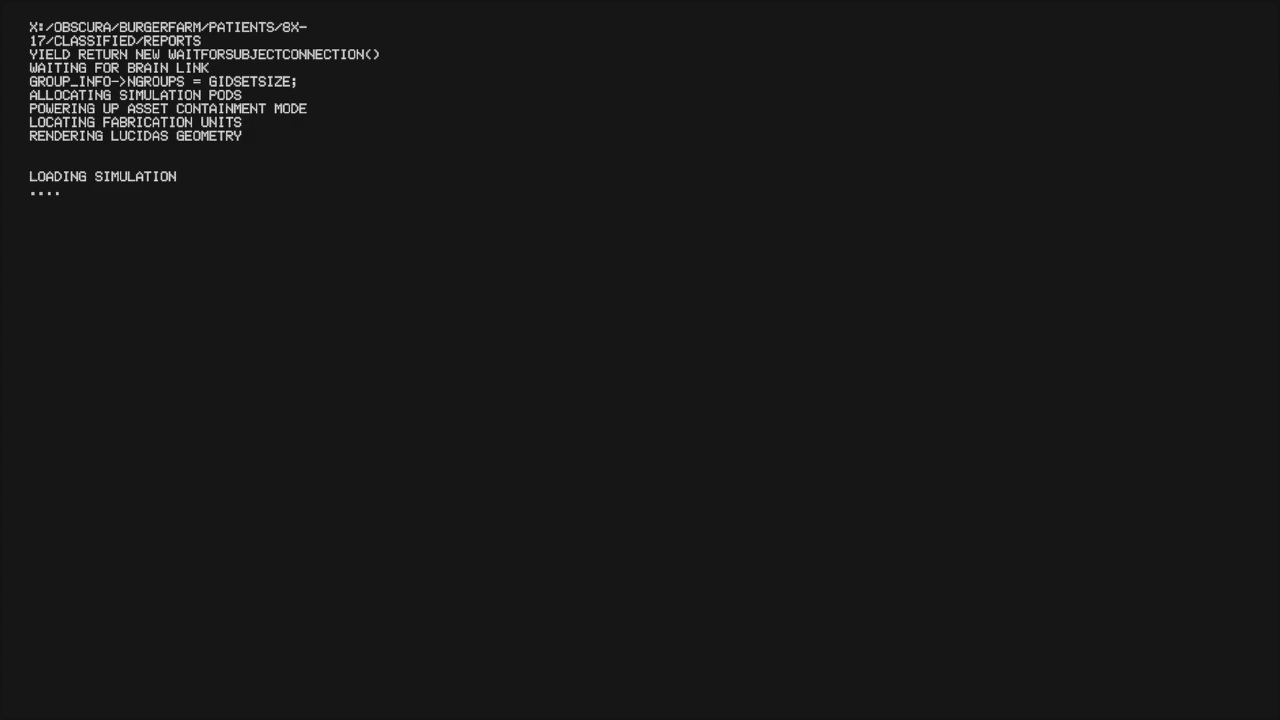 X:/OBSCURA/BURGERFARM/PATIENTS/8X-
17/CLASSIFIED/REPORTS
YIELD RETURN NEW WAITFORSUBJECTCONNECTION()
WAITING FOR BRAIN LINK
GROUP_INFO->NGROUPS = GIDSETSIZE;
ALLOCATING SIMULATION PODS
POWERING UP ASSET CONTAINMENT MODE
LOCATING FABRICATION UNITS
RENDERING LUCIDAS GEOMETRY
LOADING SIMULATION
....